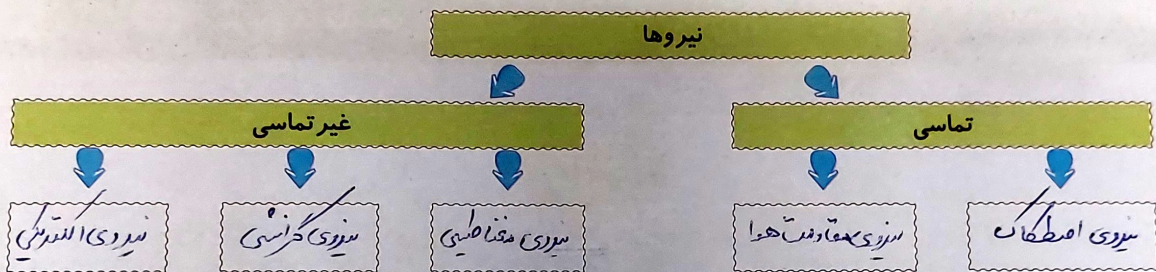 نیروها
تماسی
غیر تماسی
نیروی اصطکاک
نیروی مقاومت هوا
نیروی مغناطیسی
نیروی گرانشی
نیروی الکتریکی